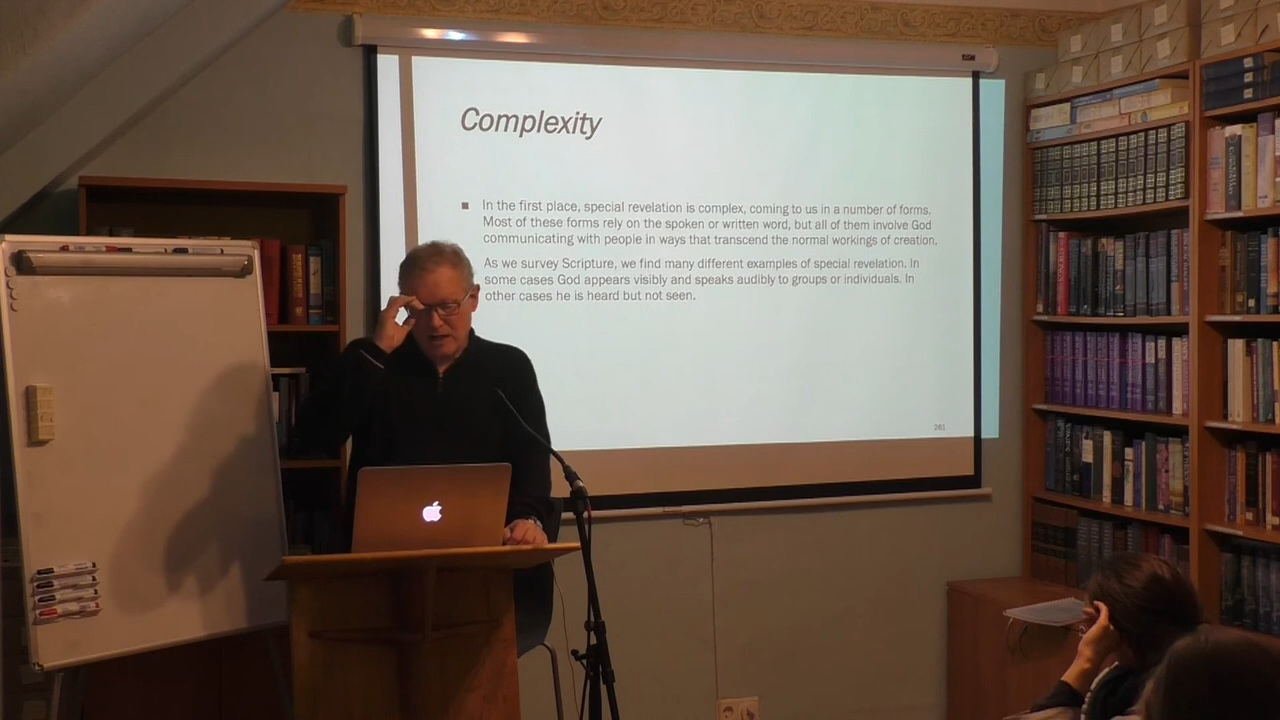 Complexity
In the first place, special revelation is complex, coming to us in a number of forms.
Most of these forms rely on the spoken or written word, but all of them involve God
communicating with people in ways that transcend the normal workings of creation.
As we survey Scripture, we find many different examples of special revelation. In
some cases God appears visibly and speaks audibly to groups or individuals. In
other cases he is heard but not seen.
261